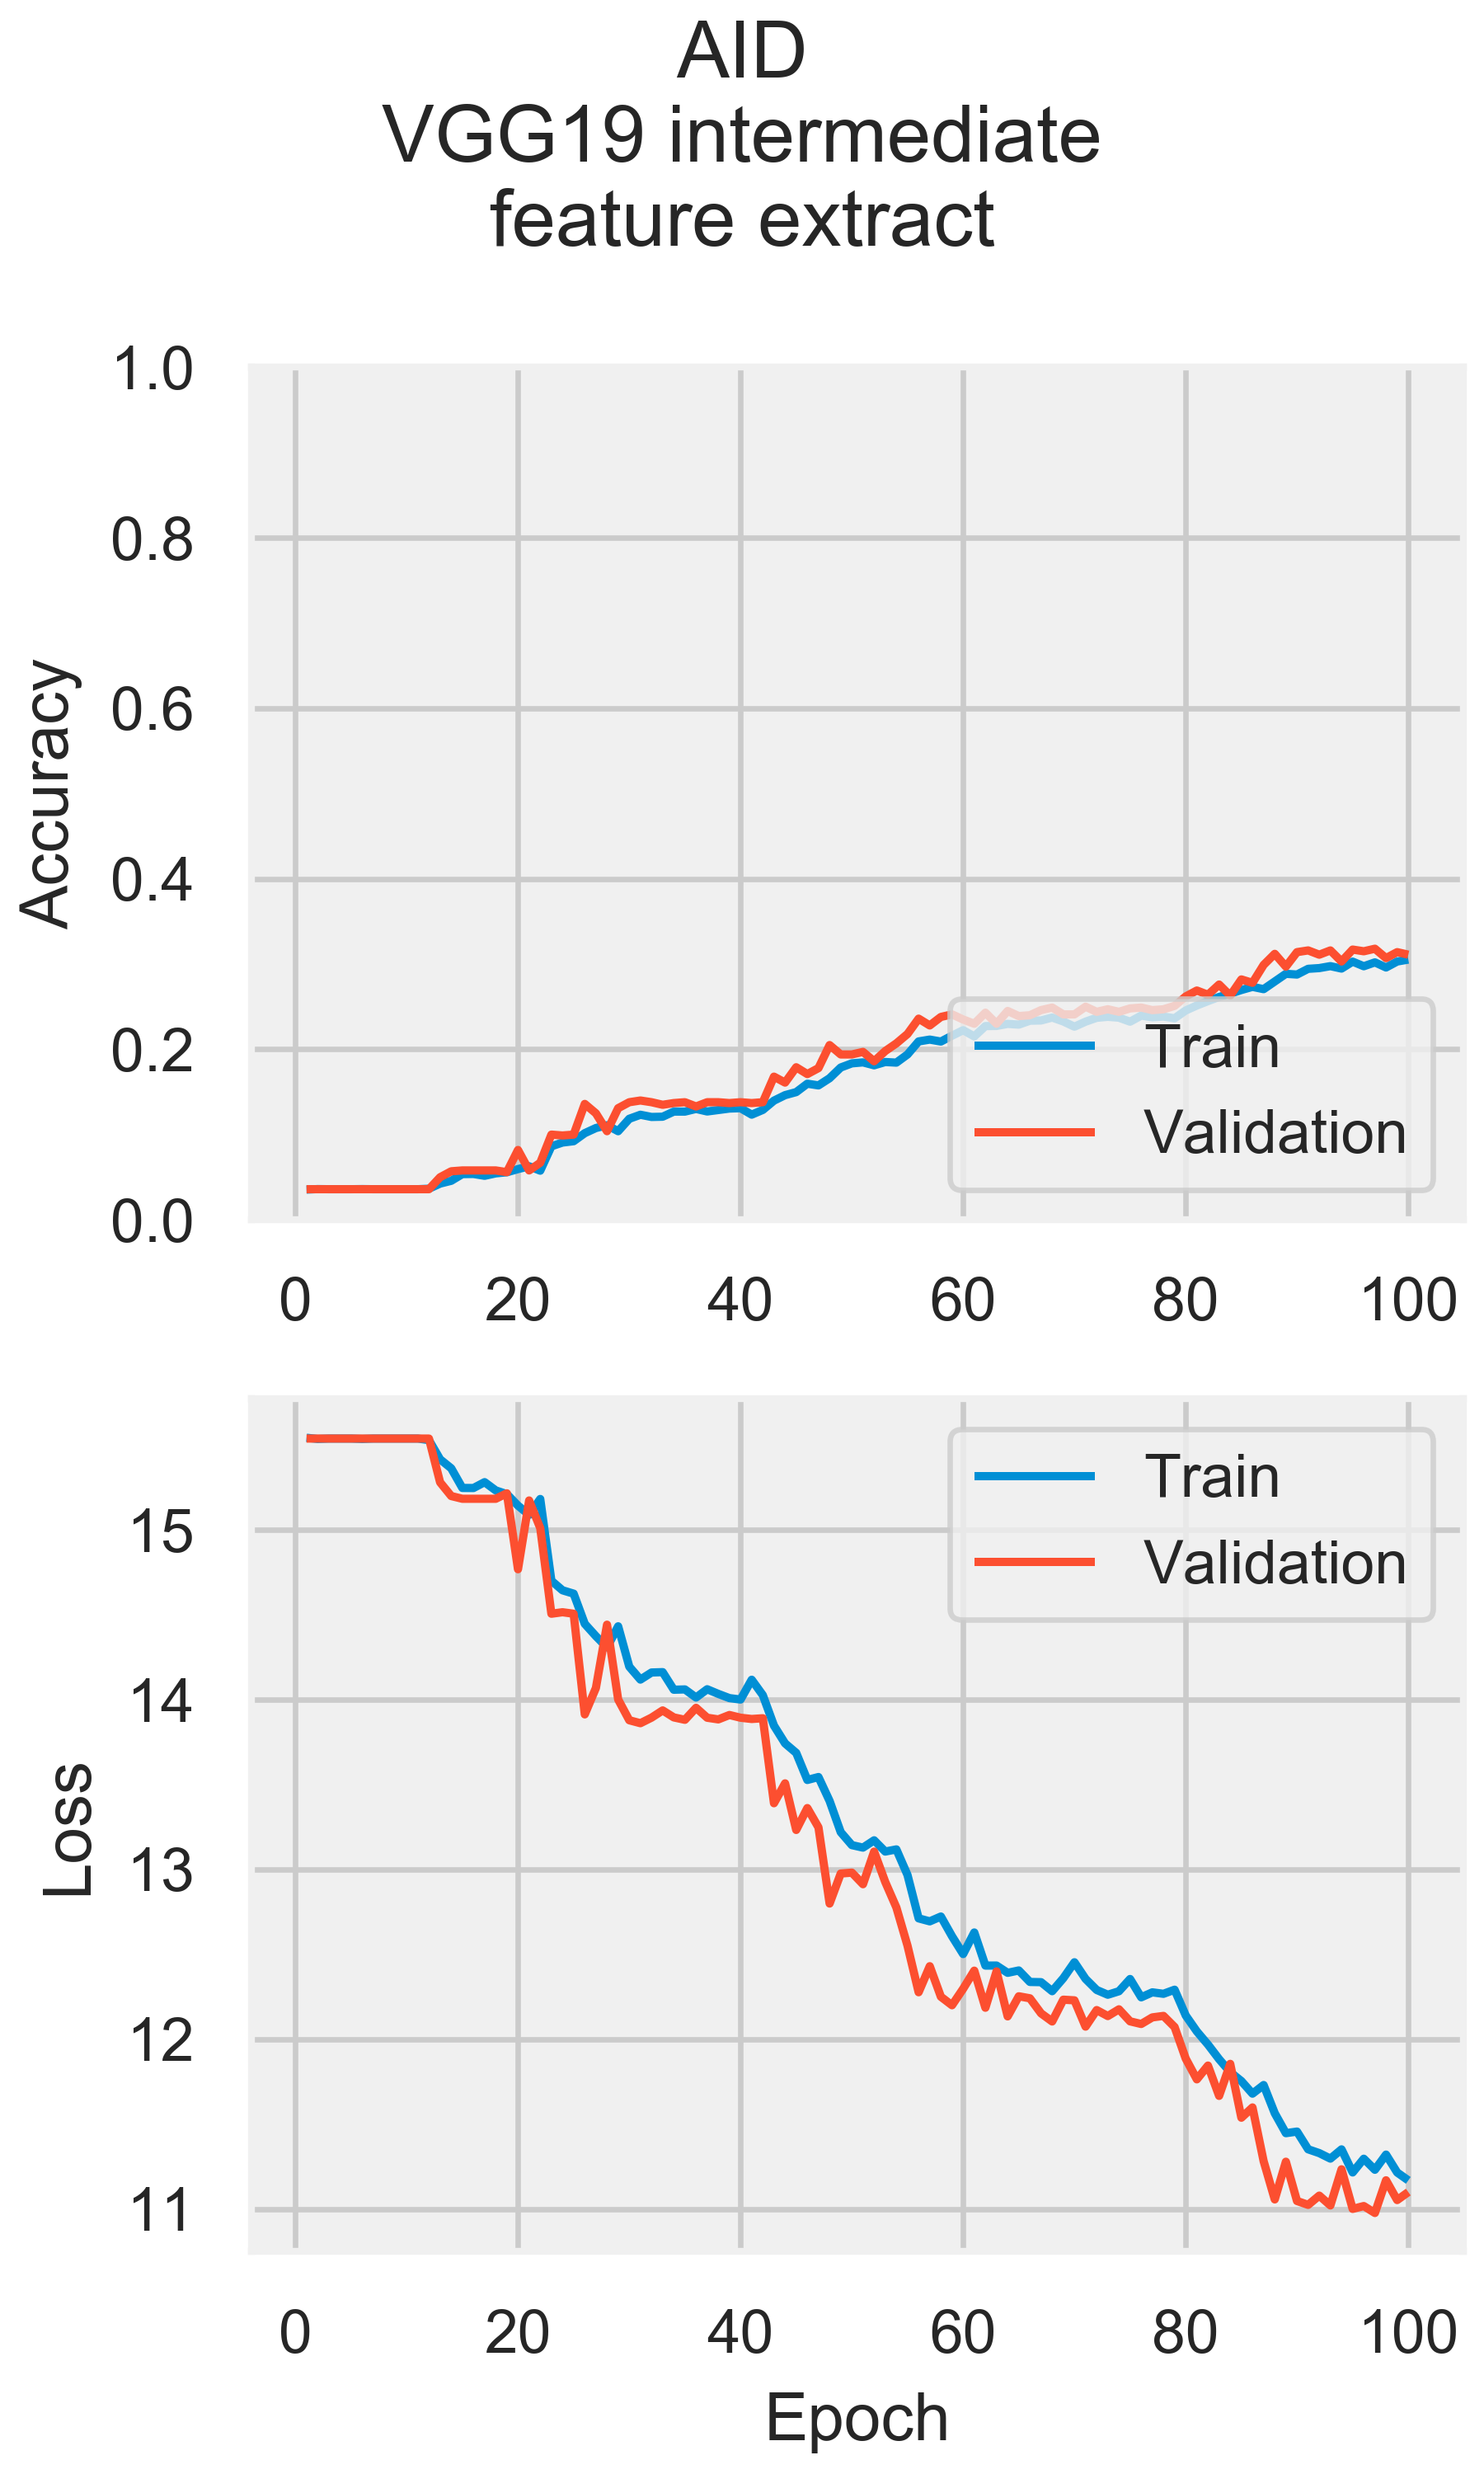 AID
VGG19 intermediate
feature extract
1.0
0.8
0.6
0.4
0.2
0.0
Accuracy
Train
Validation
0 20 40 60 80 100
Train
Validation
15
14
13
12
11
Loss
0 20 40 60 80 100
Epoch